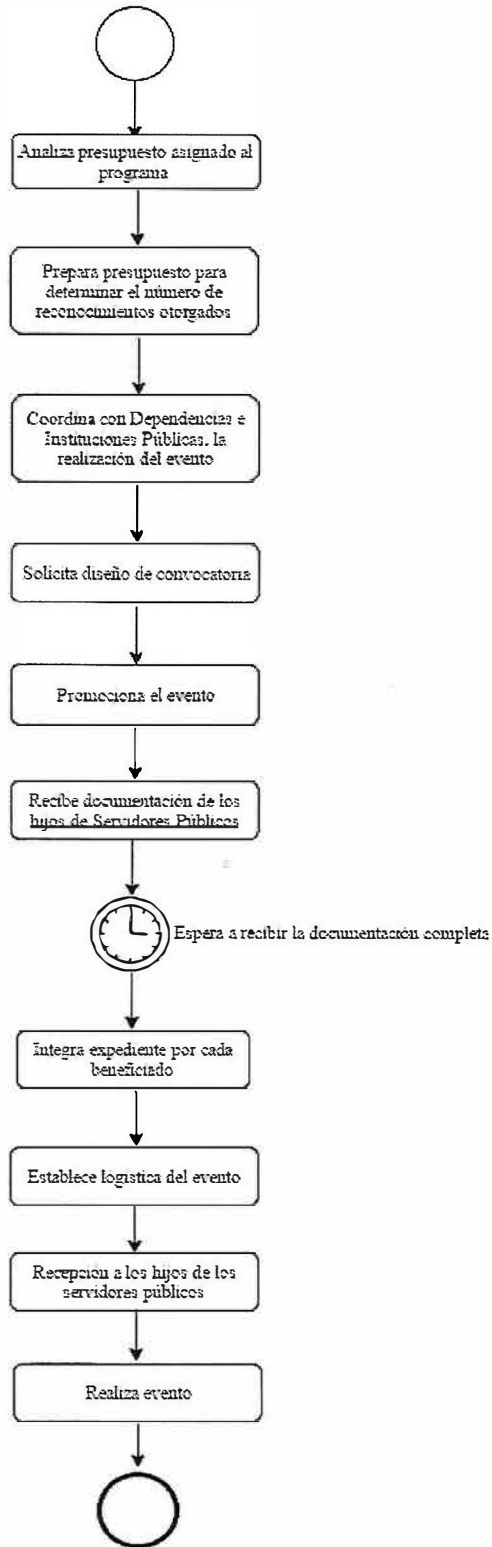 Analiza presupuesto asignado al
programa
Prepara presupuesto para
determinar el número de
reconocimientos otorgados
Coordina con Dependencias e
Instituciones Públicas, la
realización del evento
Solicita diseño de convocatoria
Promociona el evento
Recibe documentación de los
hijos de Servidores Públicos
Espera a recibir la documentación completa
Integra expediente por cada
beneficiado
Establece logística del evento
Recepción a los hijos de los
servidores públicos
Realiza evento